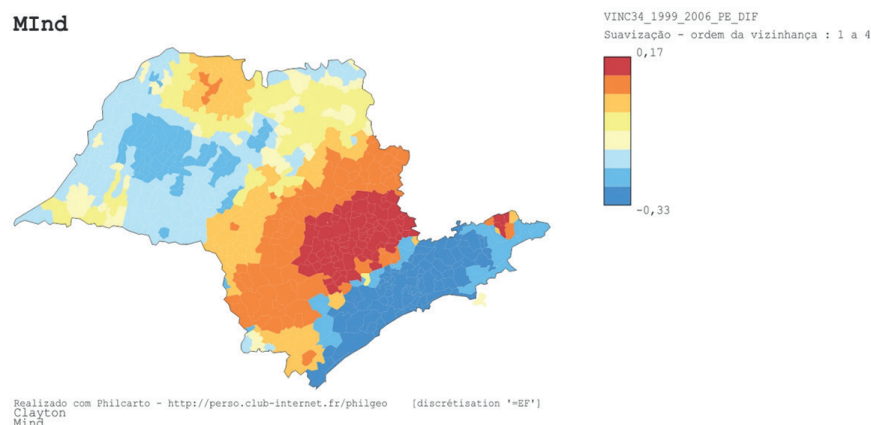 MInd
VINC34_1999_2006_PE_DIF
Suavização - ordem da vizinhança : 1 a 4
0,17
-0,33
Realizado com Philcarto - http://perso.club-internet.fr/philgeo [discrétisation '=EF']
Clayton
Mind